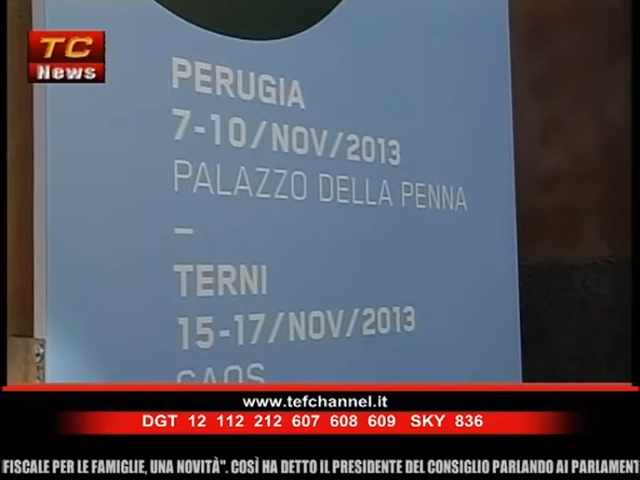 TC
News
PERUGIA
7-10/NOV/2013
PALAZZO DELLA PENNA
–
TERNI
15-17/NOV/2013
CAOS
www.tefchannel.it
DGT 12 112 212 607 608 609 SKY 836
FISCALE PER LE FAMIGLIE, UNA NOVITÀ". COSÌ HA DETTO IL PRESIDENTE DEL CONSIGLIO PARLANDO AI PARLAMENT